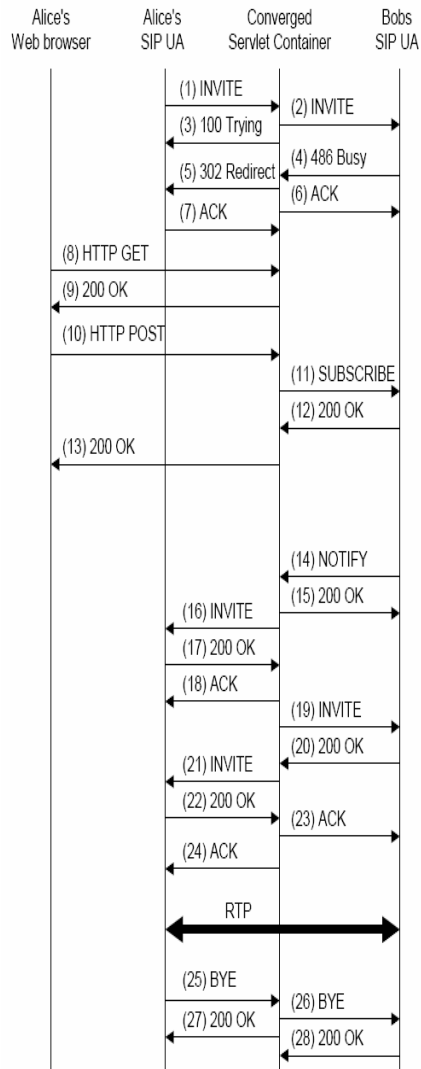 Alice's
Web browser
Alice's
SIP UA
Converged
Servlet Container
Bobs
SIP UA
(1) INVITE
(2) INVITE
(3) 100 Trying
(4) 486 Busy
(5) 302 Redirect
(6) ACK
(7) ACK
(8) HTTP GET
(9) 200 OK
(10) HTTP POST
(11) SUBSCRIBE
(12) 200 OK
(13) 200 OK
(14) NOTIFY
(15) 200 OK
(16) INVITE
(17) 200 OK
(18) ACK
(19) INVITE
(20) 200 OK
(21) INVITE
(22) 200 OK
(23) ACK
(24) ACK
RTP
(25) BYE
(26) BYE
(27) 200 OK
(28) 200 OK